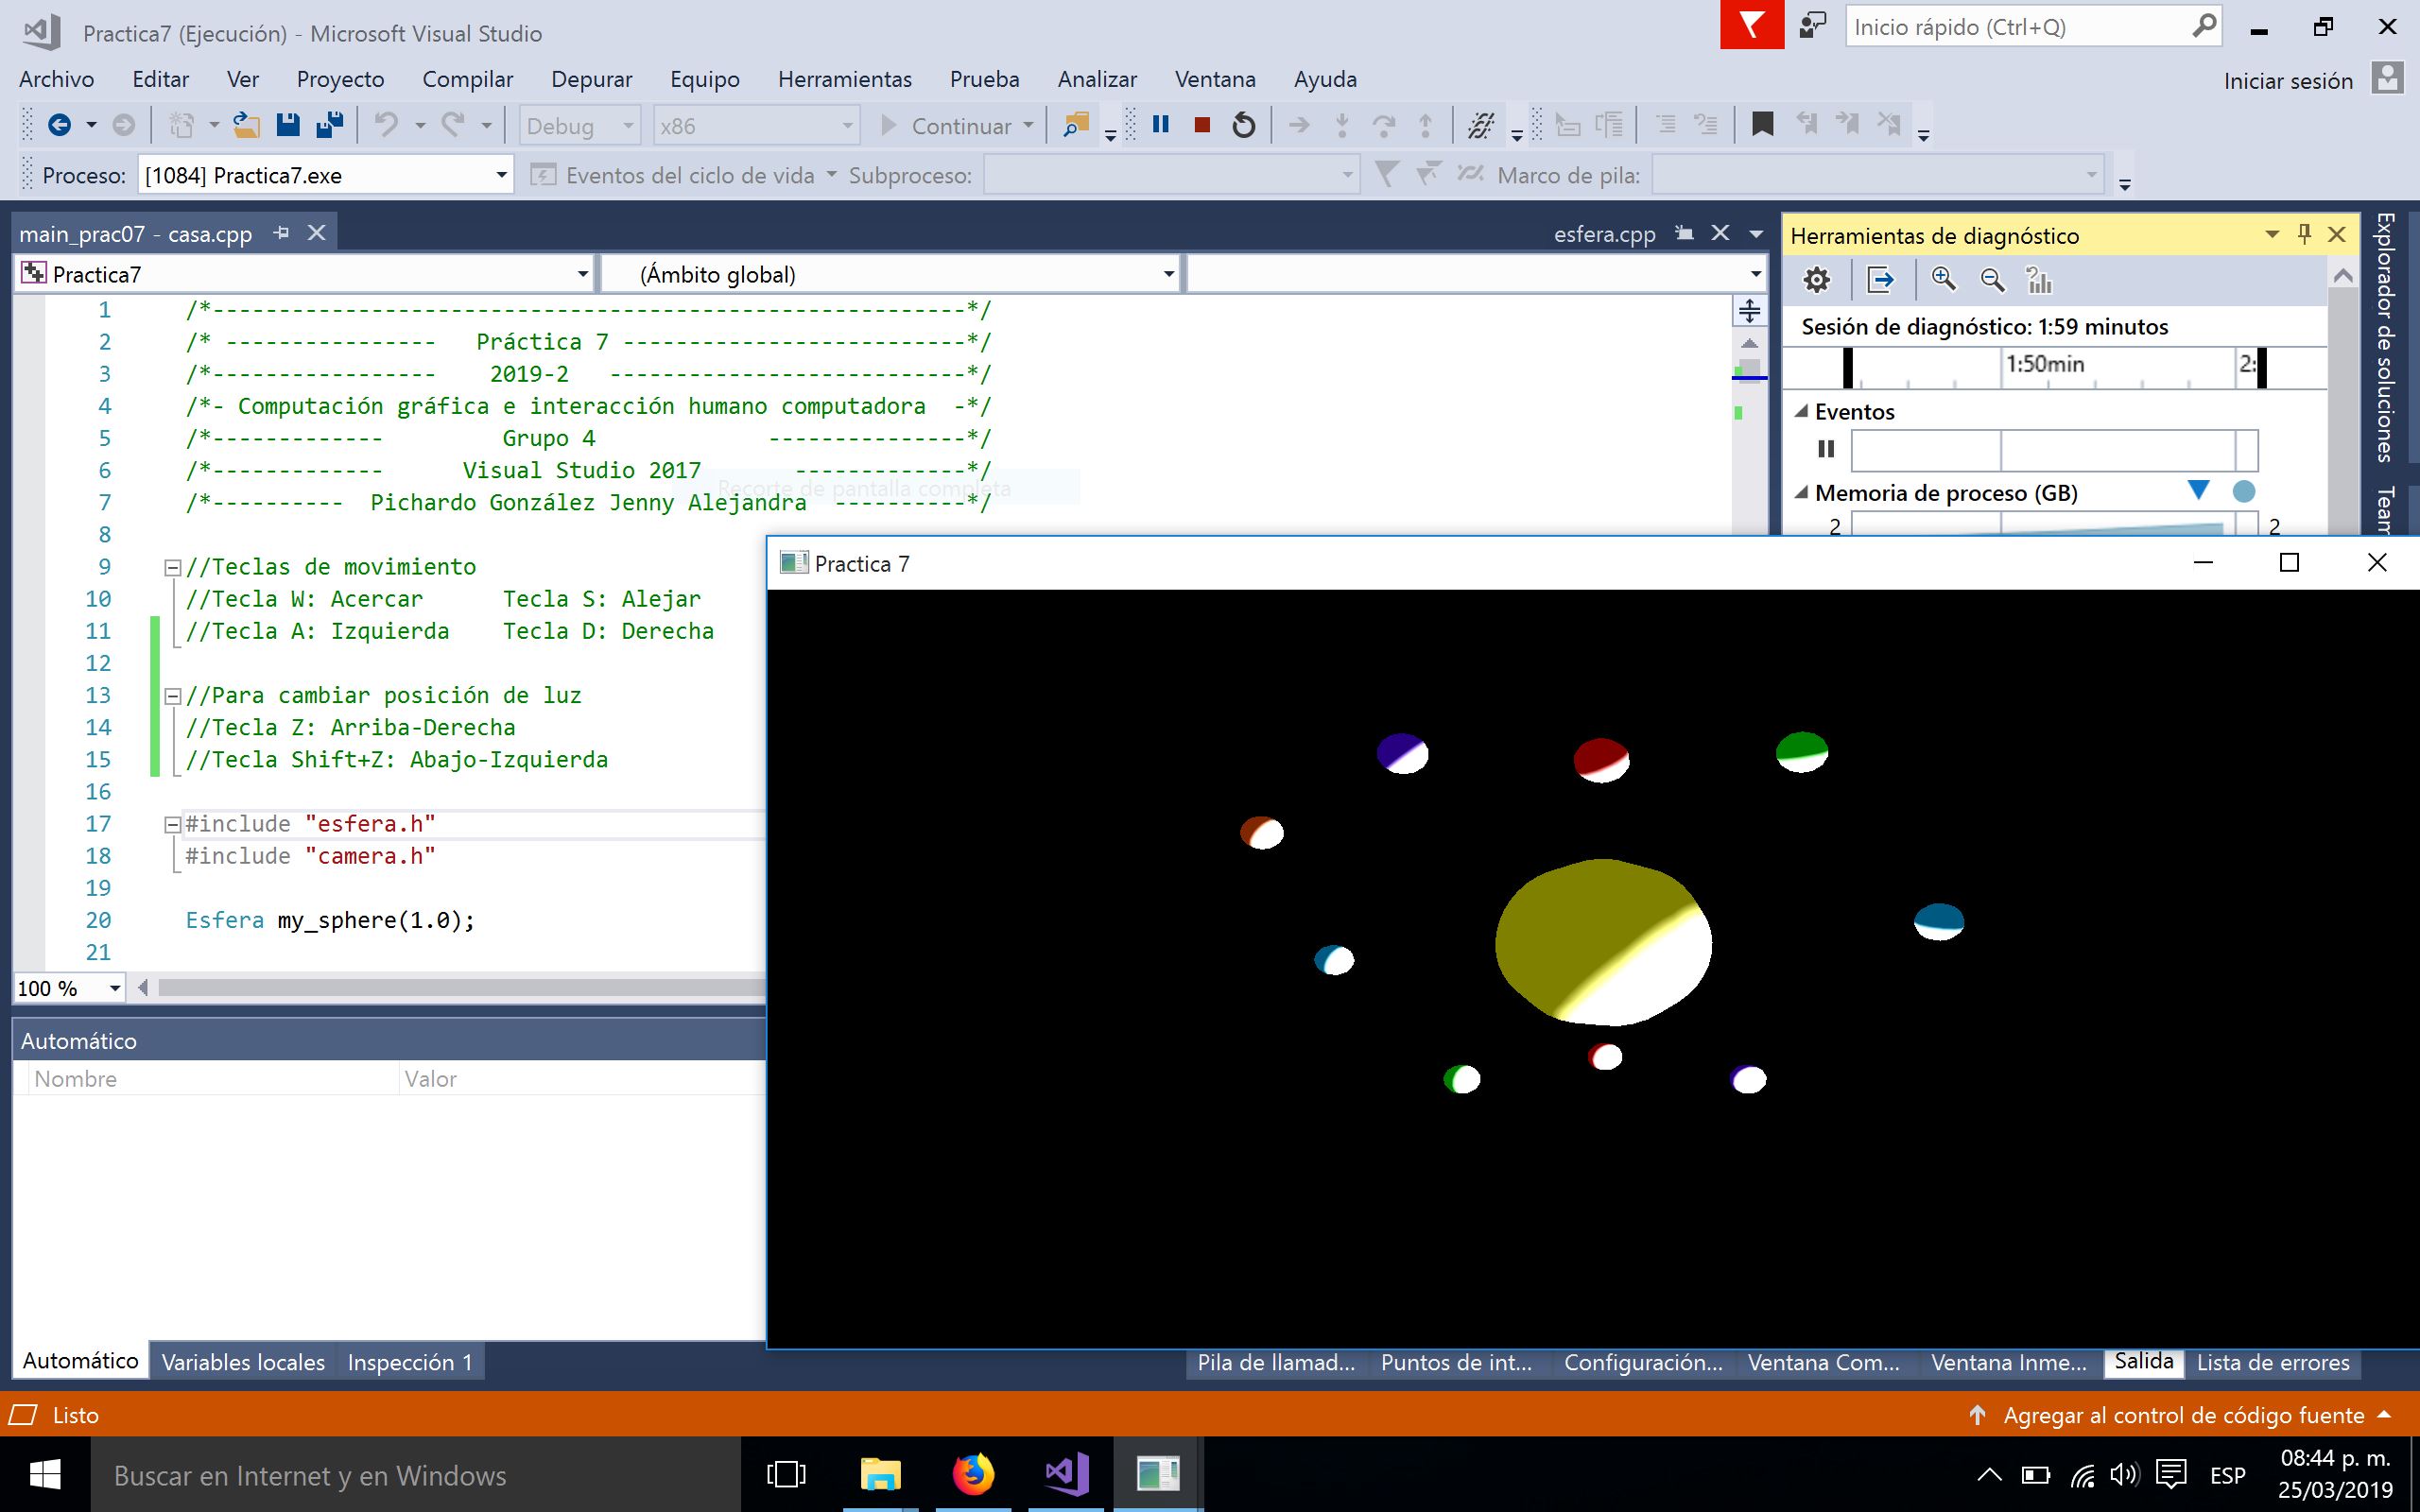 Practica7 (Ejecución) - Microsoft Visual Studio
Inicio rápido (Ctrl+Q)
Archivo Editar Ver Proyecto Compilar Depurar Equipo Herramientas Prueba Analizar Ventana Ayuda
Iniciar sesión
Debug x86 Continuar
Proceso: [1084] Practica7.exe Eventos del ciclo de vida Subproceso: Marco de pila:
main_prac07 - casa.cpp
esfera.cpp
Herramientas de diagnóstico
Explorador de soluciones
Team
Practica7
(Ámbito global)
Sesión de diagnóstico: 1:59 minutos
1:50min 2:
Eventos
Memoria de proceso (GB)
2 2
1 /*---------------------------------------------------------*/
2 /* ---------------- Práctica 7 --------------------------*/
3 /*----------------- 2019-2 ---------------------------*/
4 /*- Computación gráfica e interacción humano computadora -*/
5 /*------------- Grupo 4 ---------------*/
6 /*------------- Visual Studio 2017 -------------*/
Recorte de pantalla completa
7 /*---------- Pichardo González Jenny Alejandra ----------*/
8
9 //Teclas de movimiento
10 //Tecla W: Acercar Tecla S: Alejar
11 //Tecla A: Izquierda Tecla D: Derecha
12
13 //Para cambiar posición de luz
14 //Tecla Z: Arriba-Derecha
15 //Tecla Shift+Z: Abajo-Izquierda
16
17 #include "esfera.h"
18 #include "camera.h"
19
20 Esfera my_sphere(1.0);
21
100 %
Practica 7
Automático
Nombre Valor
Automático Variables locales Inspección 1
Pila de llamad... Puntos de int... Configuración... Ventana Com... Ventana Inme... Salida Lista de errores
Listo
Agregar al control de código fuente
Buscar en Internet y en Windows
ESP
08:44 p. m.
25/03/2019